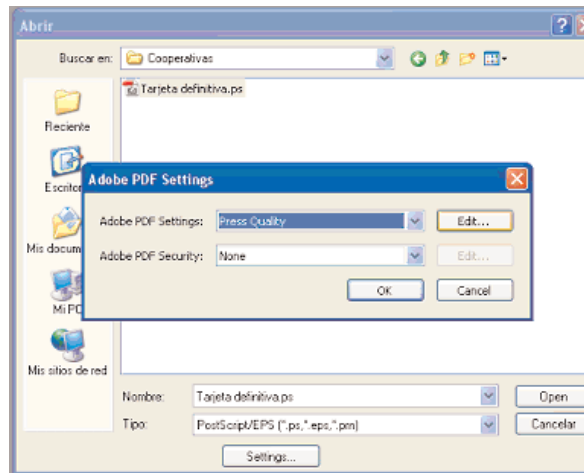 Abrir
Buscar en: Cooperativas
Tarjeta definitiva.ps
Reciente
Escrito
Adobe PDF Settings
Adobe PDF Settings: Press Quality Edit...
Adobe PDF Security: None Edit...
OK Cancel
Mis docum
Mi PC
Mis sitios de red
Nombre: Tarjeta definitiva.ps Open
Tipo: PostScript/EPS (*.ps,*.eps,*.prn) Cancelar
Settings...